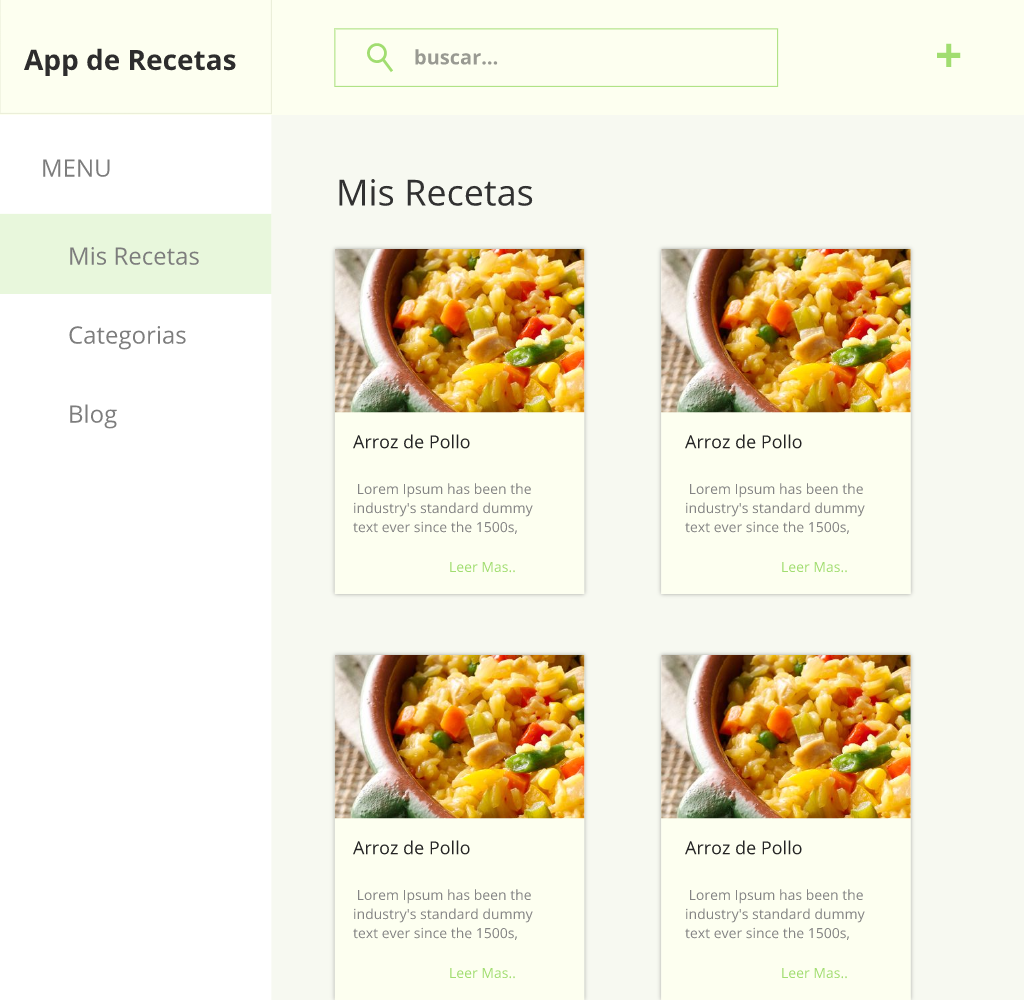 App de Recetas
buscar...
+
MENU
Mis Recetas
Categorias
Blog
Mis Recetas
Arroz de Pollo
Lorem Ipsum has been the
industry's standard dummy
text ever since the 1500s,
Leer Mas..
Arroz de Pollo
Lorem Ipsum has been the
industry's standard dummy
text ever since the 1500s,
Leer Mas..
Arroz de Pollo
Lorem Ipsum has been the
industry's standard dummy
text ever since the 1500s,
Leer Mas..
Arroz de Pollo
Lorem Ipsum has been the
industry's standard dummy
text ever since the 1500s,
Leer Mas..